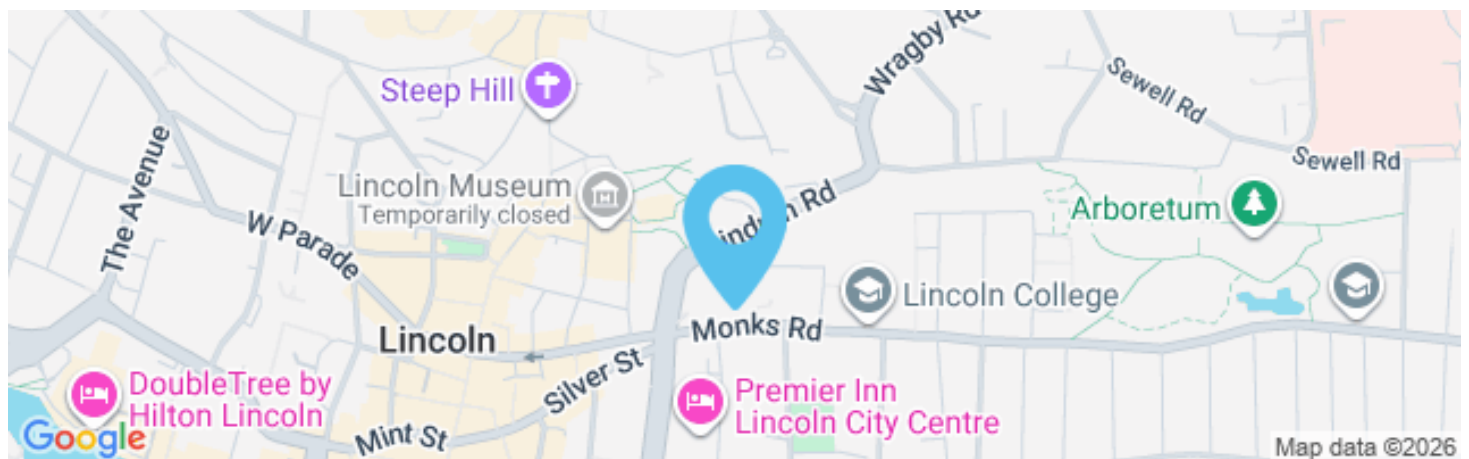 Wragby Rd
Sewell Rd
Steep Hill
Sewell Rd
The Avenue
Lincoln Museum
Temporarily closed
Rd
Arboretum
W Parade
Lincoln College
Monks Rd
Lincoln
Silver St
DoubleTree by
Hilton Lincoln
Premier Inn
Lincoln City Centre
Mint St
Google
Map data ©2026